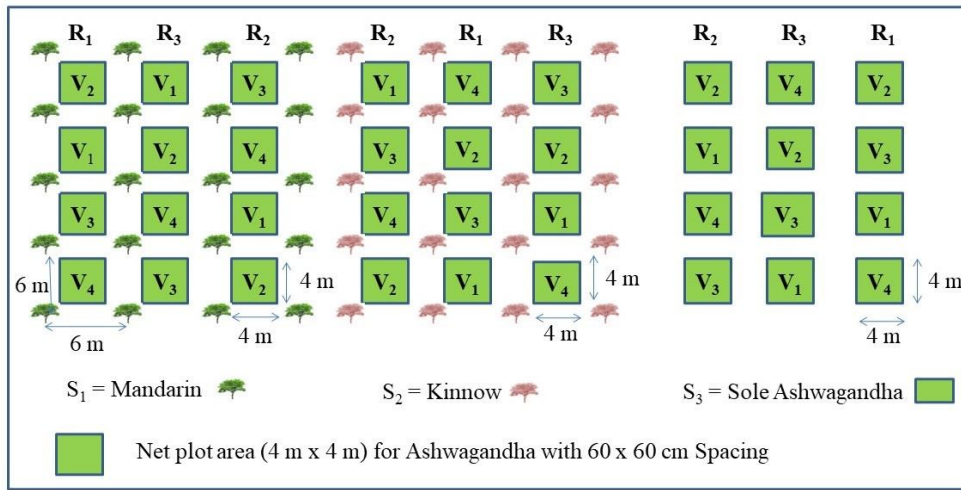 R₁ R₃ R₂ R₂ R₁ R₃ R₂ R₃ R₁
V₂ V₁ V₃ V₁ V₄ V₃ V₂ V₄ V₂
V₁ V₂ V₄ V₃ V₂ V₂ V₁ V₂ V₃
V₃ V₄ V₁ V₄ V₃ V₁ V₄ V₃ V₁
6 m V₄ V₃ V₂ 4 m V₂ V₁ V₄ 4 m V₃ V₁ V₄ 4 m
6 m 4 m 4 m 4 m
S₁ = Mandarin S₂ = Kinnow S₃ = Sole Ashwagandha
Net plot area (4 m x 4 m) for Ashwagandha with 60 x 60 cm Spacing